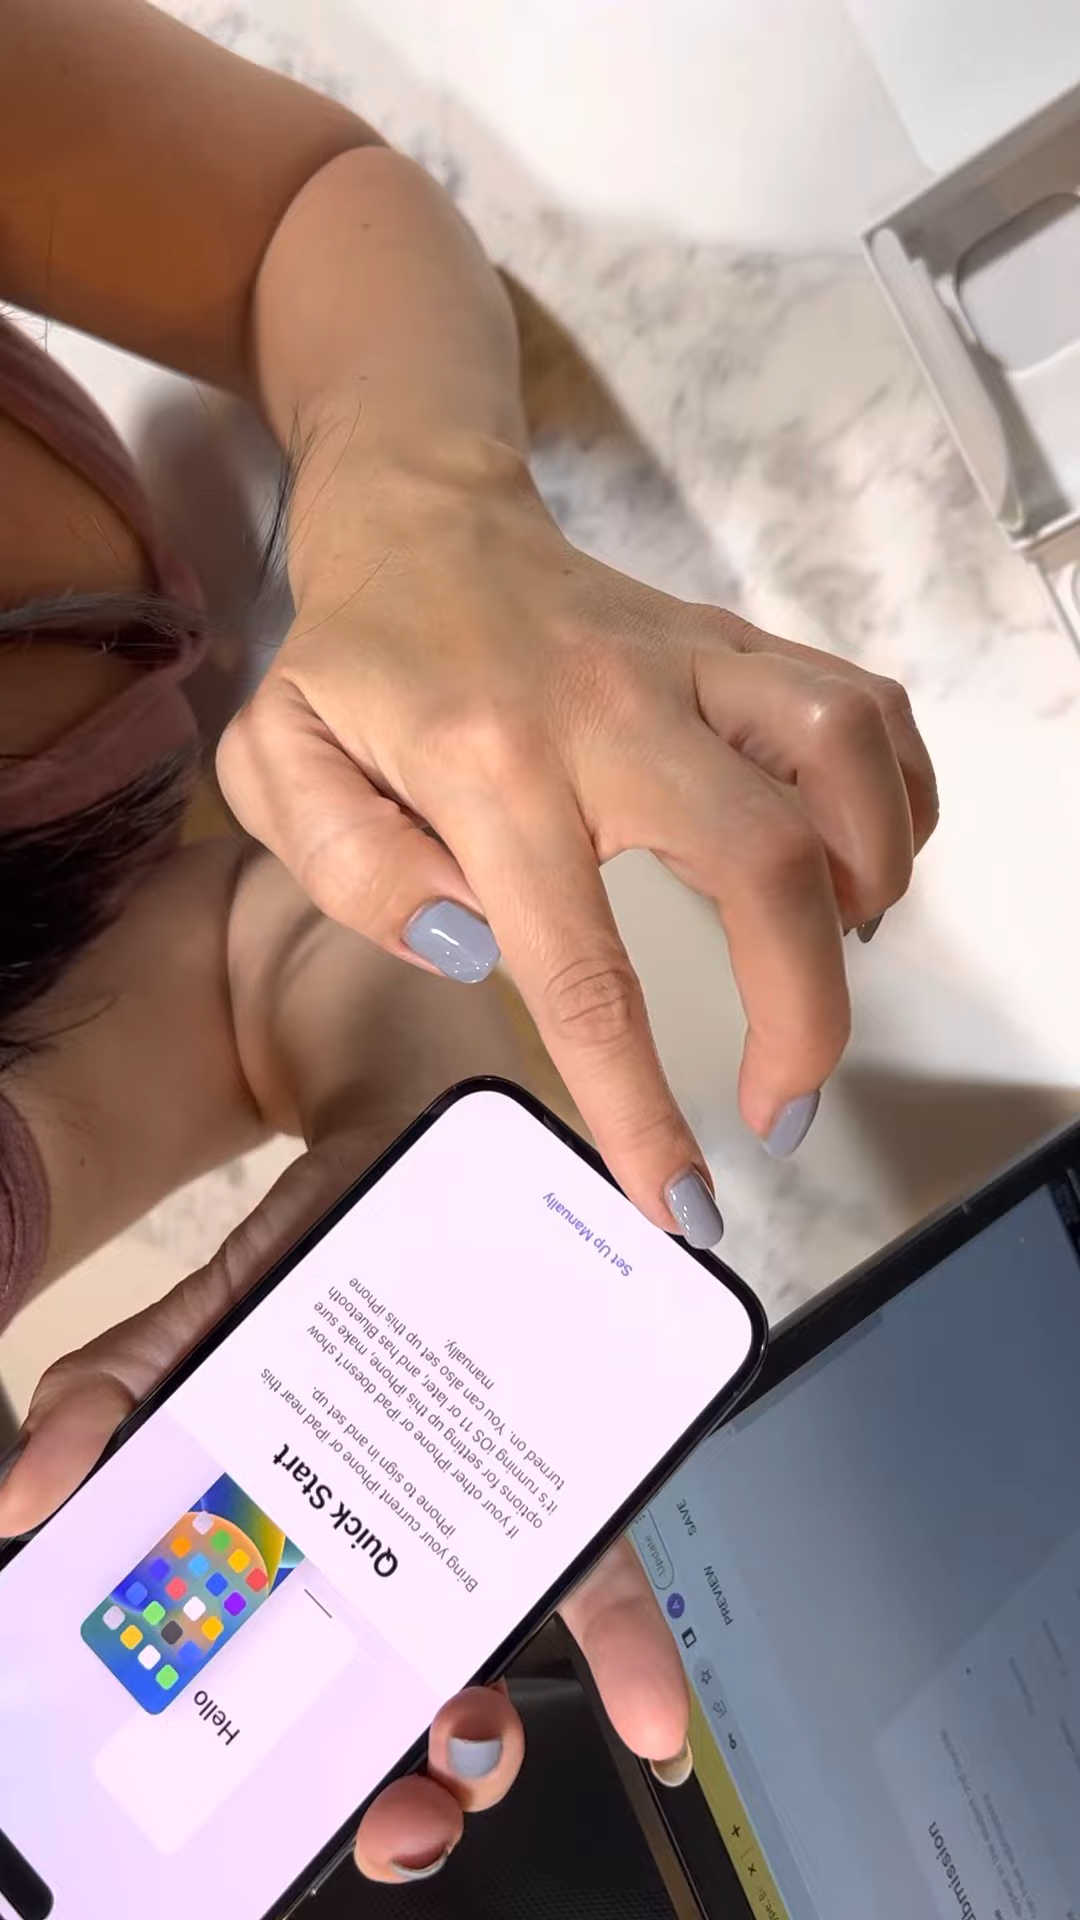 Hello
Quick Start
Bring your current iPhone or iPad near this
iPhone to sign in and set up.
If your other iPhone or iPad doesn't show
options for setting up this iPhone, make sure
it's running iOS 11 or later, and has Bluetooth
turned on. You can also set up this iPhone
manually.
Set Up Manually
Update
A
PREVIEW
SAVE
bmission